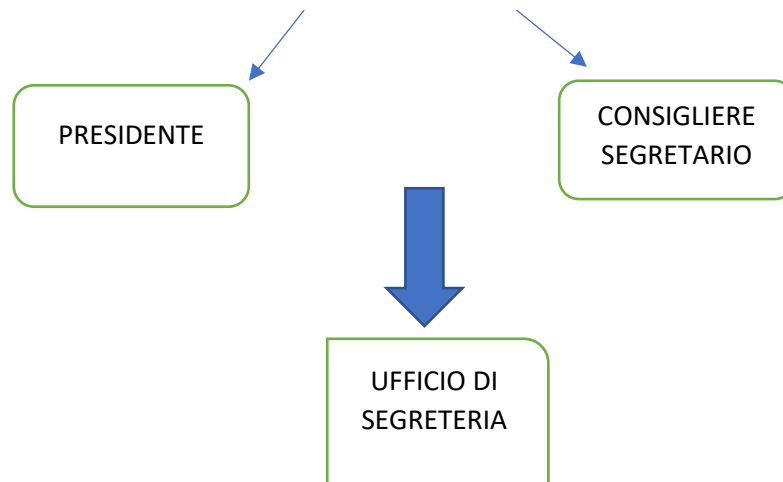 PRESIDENTE
CONSIGLIERE
SEGRETARIO
UFFICIO DI
SEGRETERIA